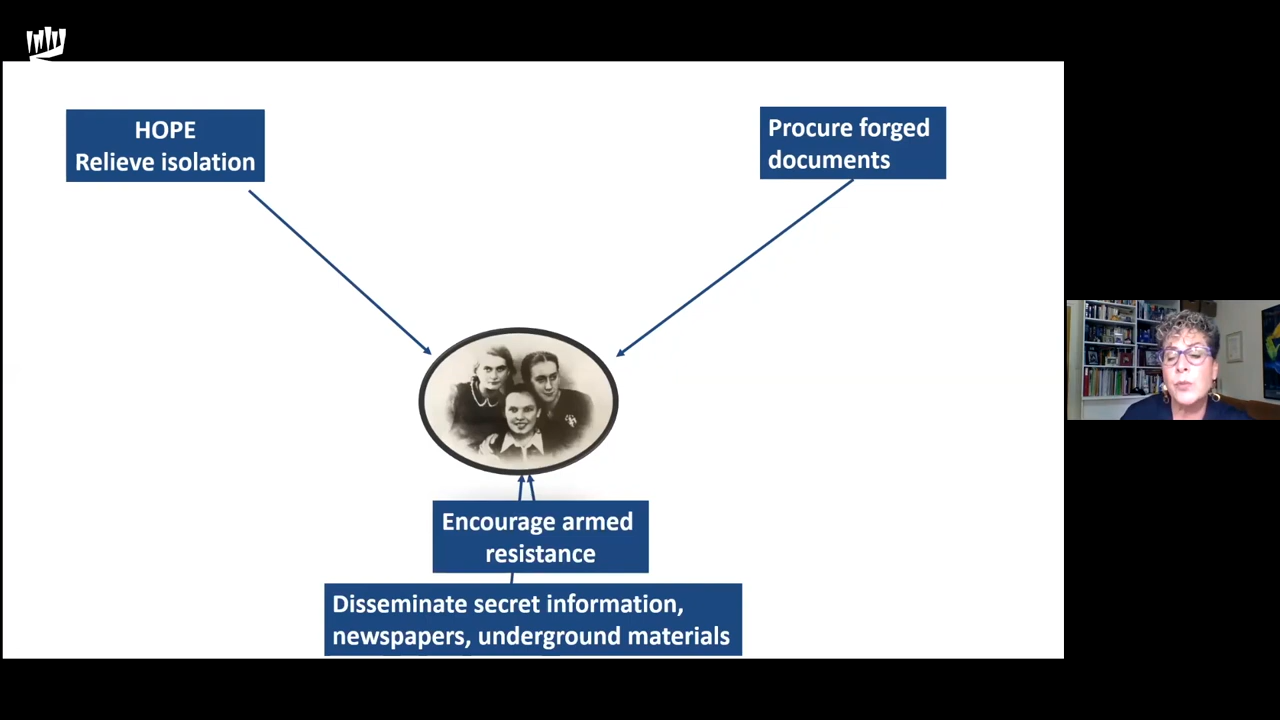 HOPE
Relieve isolation
Procure forged
documents
Encourage armed
resistance
Disseminate secret information,
newspapers, underground materials